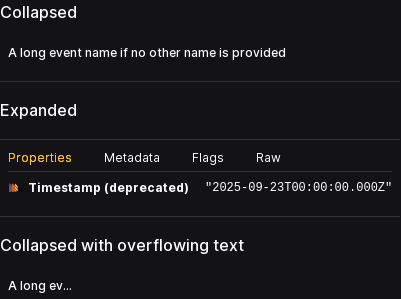 Collapsed
A long event name if no other name is provided
Expanded
Properties Metadata Flags Raw
Timestamp (deprecated) "2025-09-23T00:00:00.000Z"
Collapsed with overflowing text
A long ev...